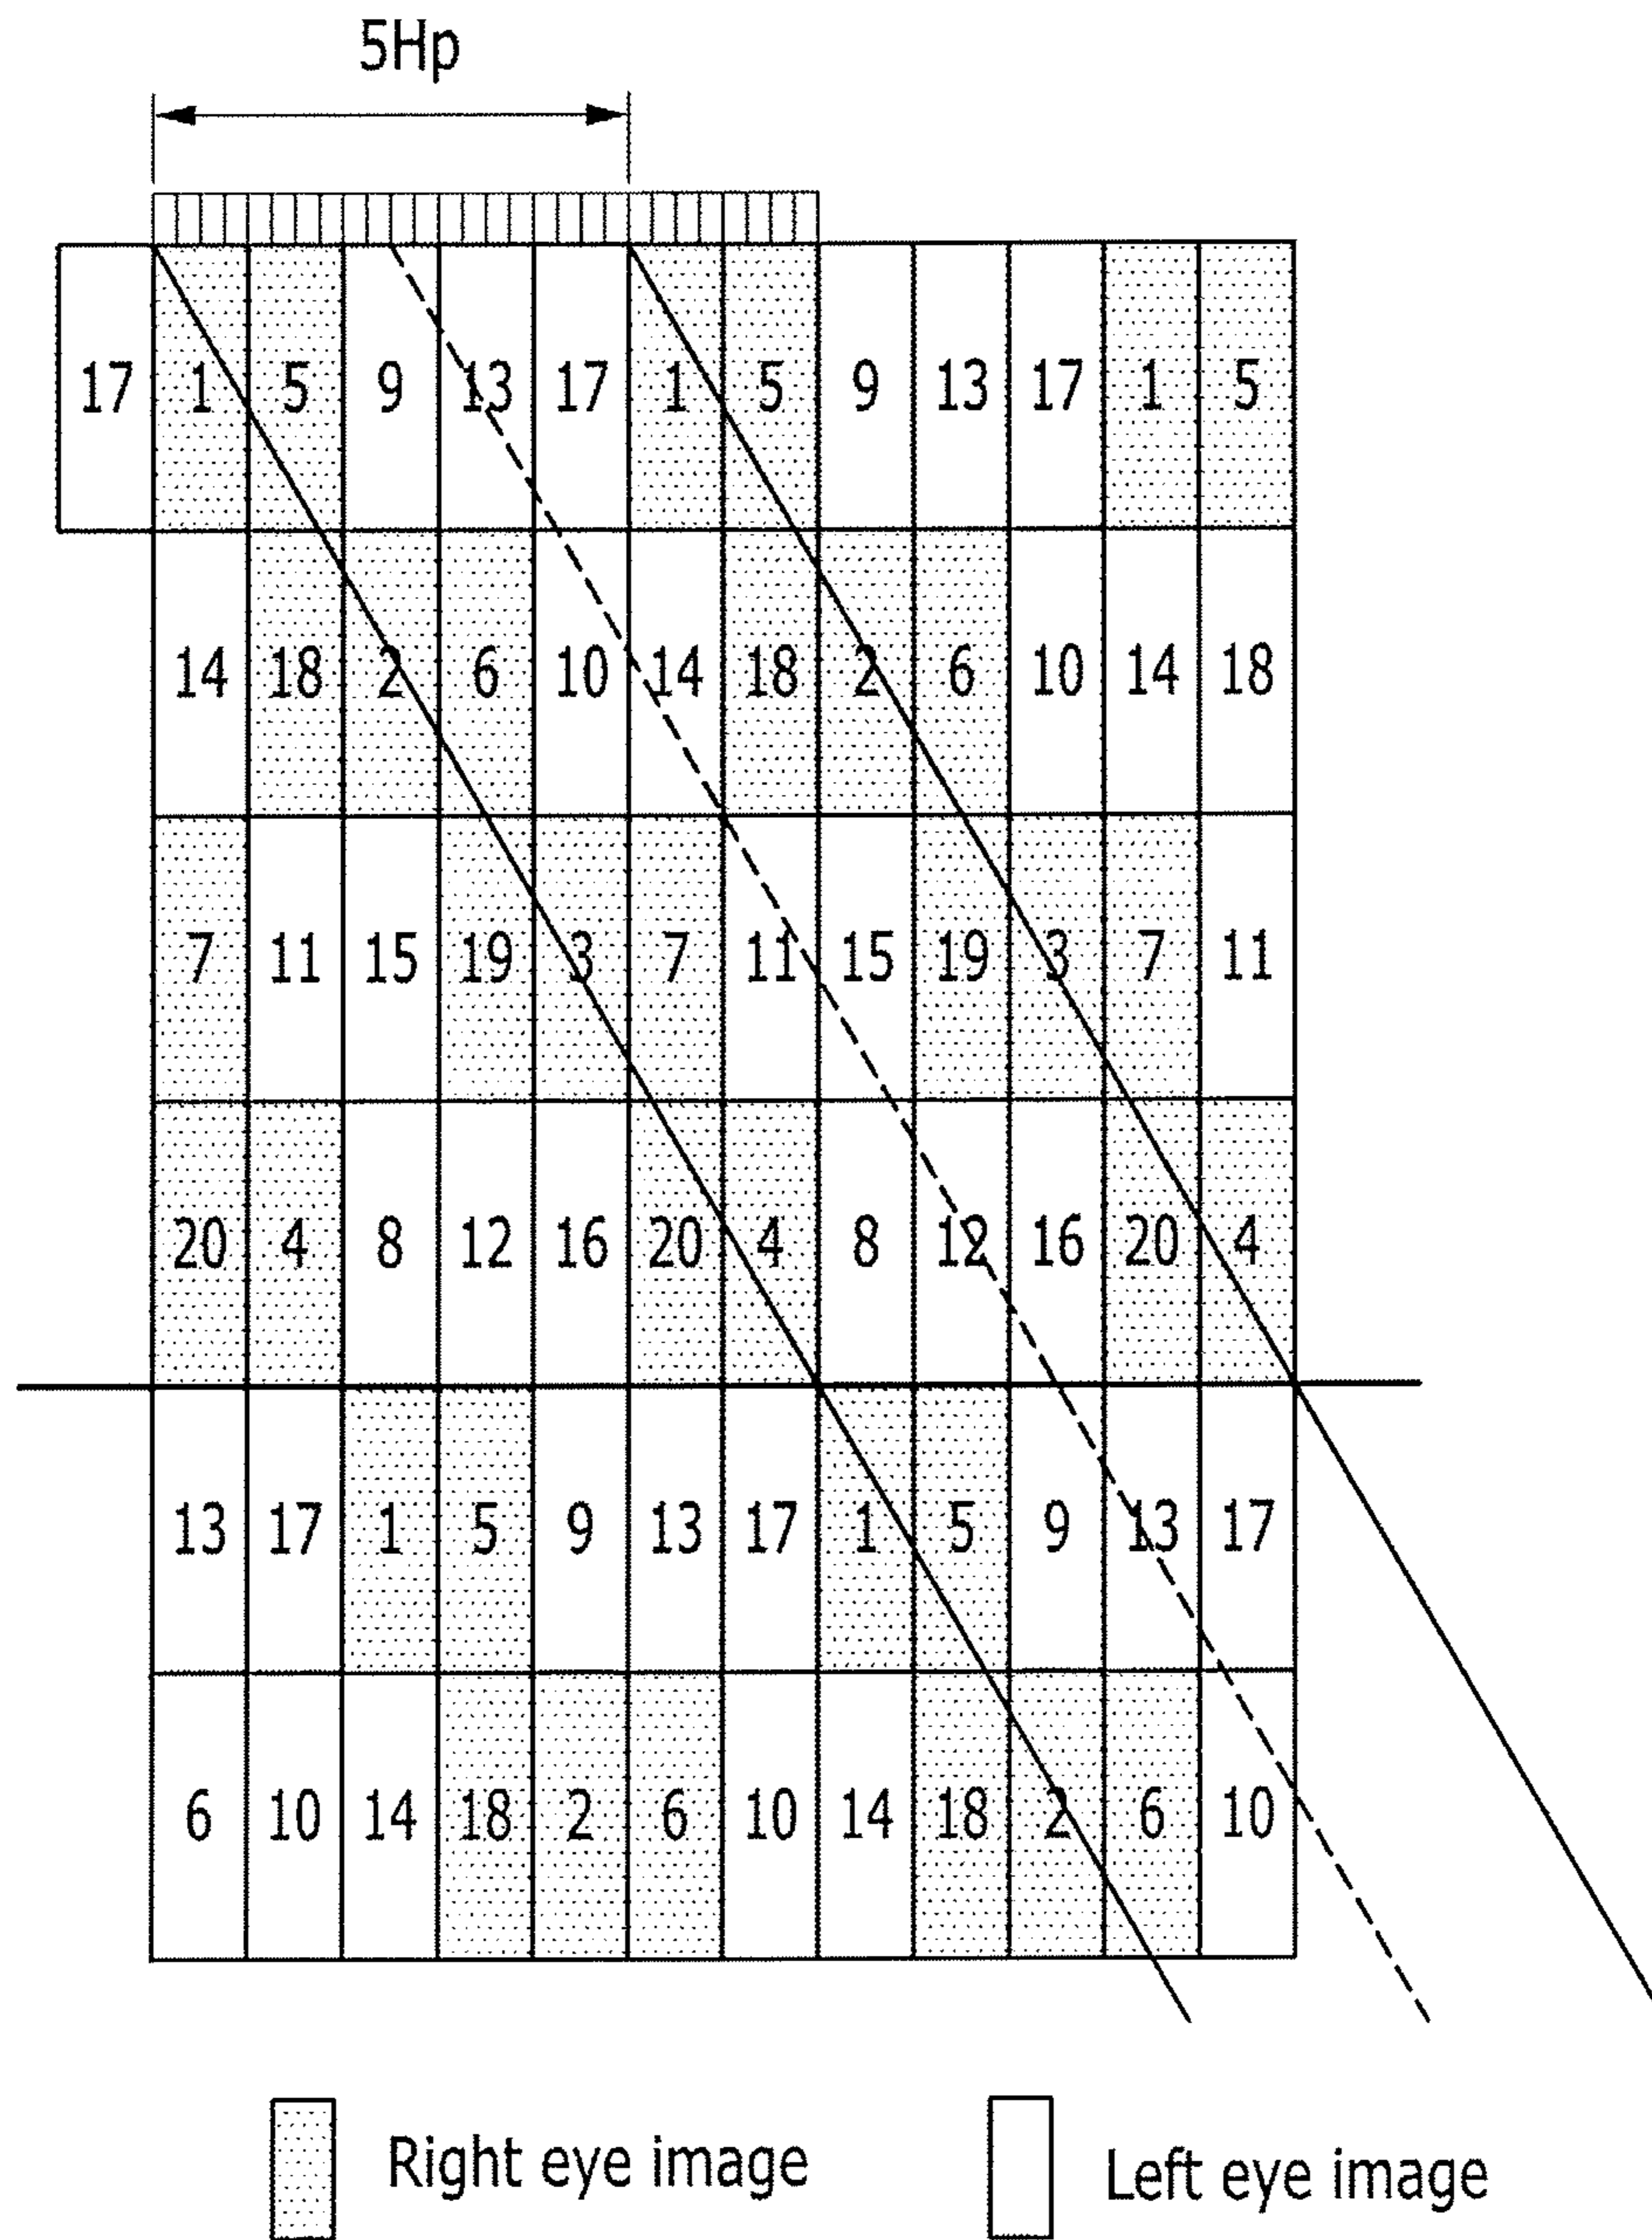 5Hp
17 1 5 9 13 17 1 5 9 13 17 1 5
14 18 2 6 10 14 18 2 6 10 14 18
7 11 15 19 3 7 11 15 19 3 7 11
20 4 8 12 16 20 4 8 12 16 20 4
13 17 1 5 9 13 17 1 5 9 13 17
6 10 14 18 2 6 10 14 18 2 6 10
Right eye image Left eye image